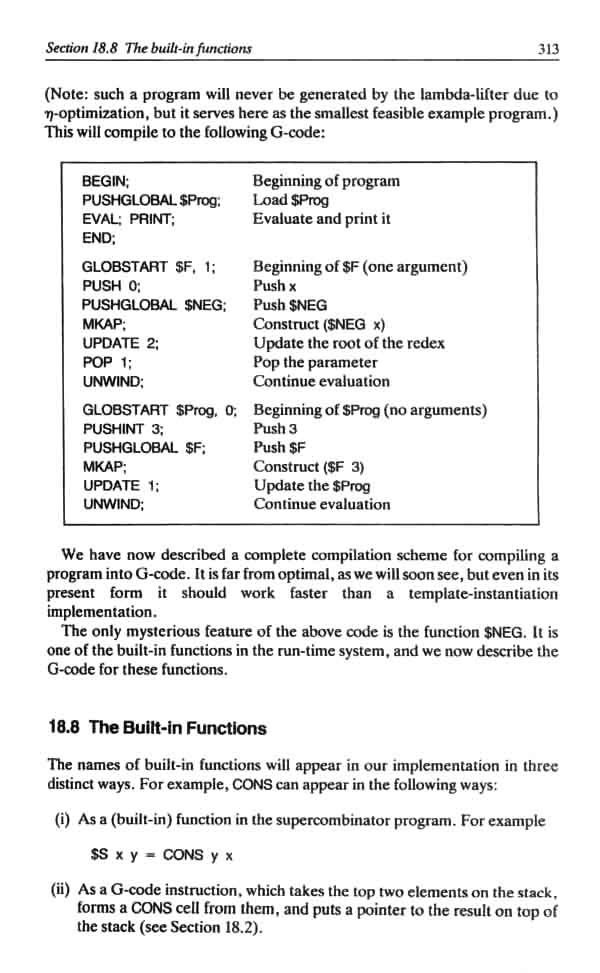 Section 18.8 The built-in functions 313
(Note: such a program will never be generated by the lambda-lifter due to
η-optimization, but it serves here as the smallest feasible example program.)
This will compile to the following G-code:
BEGIN; Beginning of program
PUSHGLOBAL $Prog; Load $Prog
EVAL; PRINT; Evaluate and print it
END;
GLOBSTART $F, 1; Beginning of $F (one argument)
PUSH 0; Push x
PUSHGLOBAL $NEG; Push $NEG
MKAP; Construct ($NEG x)
UPDATE 2; Update the root of the redex
POP 1; Pop the parameter
UNWIND; Continue evaluation
GLOBSTART $Prog, 0; Beginning of $Prog (no arguments)
PUSHINT 3; Push 3
PUSHGLOBAL $F; Push $F
MKAP; Construct ($F 3)
UPDATE 1; Update the $Prog
UNWIND; Continue evaluation
We have now described a complete compilation scheme for compiling a
program into G-code. It is far from optimal, as we will soon see, but even in its
present form it should work faster than a template-instantiation
implementation.
The only mysterious feature of the above code is the function $NEG. It is
one of the built-in functions in the run-time system, and we now describe the
G-code for these functions.
18.8 The Built-in Functions
The names of built-in functions will appear in our implementation in three
distinct ways. For example, CONS can appear in the following ways:
(i) As a (built-in) function in the supercombinator program. For example
$S x y = CONS y x
(ii) As a G-code instruction, which takes the top two elements on the stack,
forms a CONS cell from them, and puts a pointer to the result on top of
the stack (see Section 18.2).